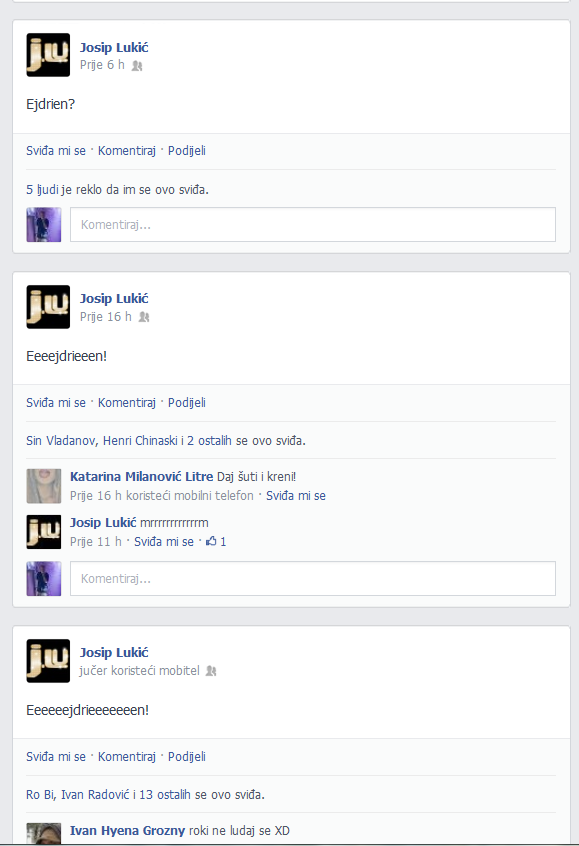 Josip Lukić
Prije 6 h
Ejdrien?
Sviđa mi se · Komentiraj · Podijeli
5 ljudi je reklo da im se ovo sviđa.
Komentiraj...
Josip Lukić
Prije 16 h
Eeeejdrieeen!
Sviđa mi se · Komentiraj · Podijeli
Sin Vladanov, Henri Chinaski i 2 ostalih se ovo sviđa.
Katarina Milanović Litre Daj šuti i kreni!
Prije 16 h koristeći mobilni telefon · Sviđa mi se
Josip Lukić mrrrrrrrrrrrrrm
Prije 11 h · Sviđa mi se · 1
Komentiraj...
Josip Lukić
jučer koristeći mobitel
Eeeeeejdrieeeeeeeen!
Sviđa mi se · Komentiraj · Podijeli
Ro Bi, Ivan Radović i 13 ostalih se ovo sviđa.
Ivan Hyena Grozny roki ne ludaj se XD